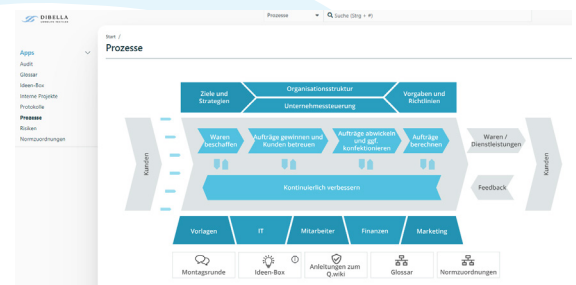 DIBELLA
Prozesse
Suche (Strg + #)
Start /
Prozesse
Apps
Audit
Glossar
Ideen-Box
Interne Projekte
Protokolle
Prozesse
Risiken
Normzuordnungen
Ziele und
Strategien
Organisationsstruktur
Unternehmenssteuerung
Vorgaben und
Richtlinien
Kunden
Waren
beschaffen
Aufträge gewinnen und
Kunden betreuen
Aufträge abwickeln
und ggf.
konfektionieren
Aufträge
berechnen
Waren /
Dienstleistungen
Kunden
Kontinuierlich verbessern
Feedback
Vorlagen
IT
Mitarbeiter
Finanzen
Marketing
Montagsrunde
Ideen-Box
Anleitungen zum
Q.wiki
Glossar
Normzuordnungen